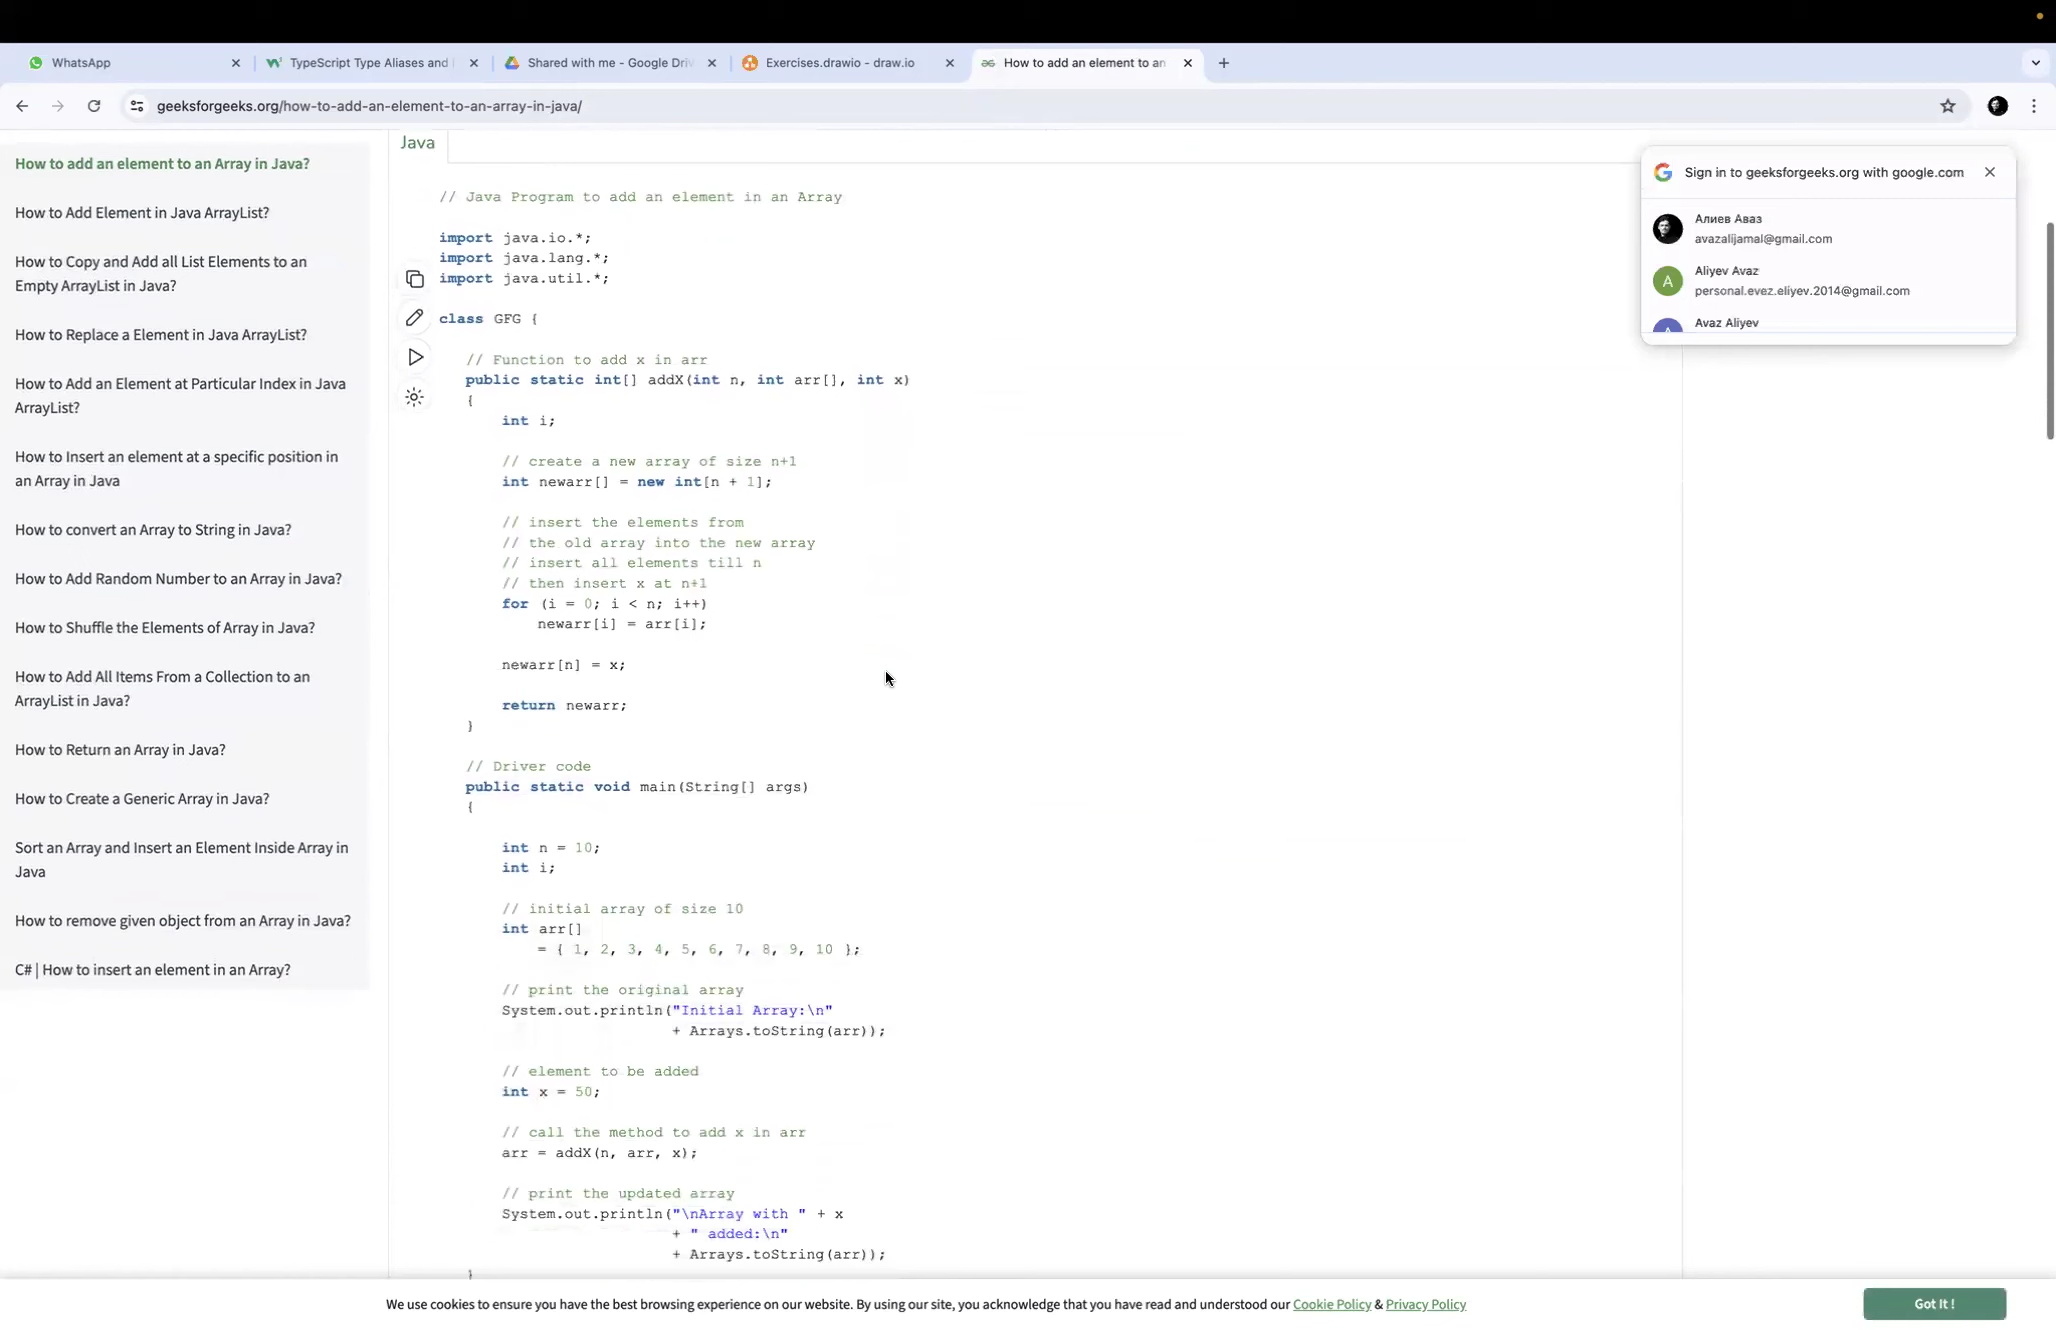 WhatsApp
TypeScript Type Aliases and
Shared with me - Google Driv
Exercises.drawio - draw.io
How to add an element to an
geeksforgeeks.org/how-to-add-an-element-to-an-array-in-java/
How to add an element to an Array in Java?
How to Add Element in Java ArrayList?
How to Copy and Add all List Elements to an
Empty ArrayList in Java?
How to Replace a Element in Java ArrayList?
How to Add an Element at Particular Index in Java
ArrayList?
How to Insert an element at a specific position in
an Array in Java
How to convert an Array to String in Java?
How to Add Random Number to an Array in Java?
How to Shuffle the Elements of Array in Java?
How to Add All Items From a Collection to an
ArrayList in Java?
How to Return an Array in Java?
How to Create a Generic Array in Java?
Sort an Array and Insert an Element Inside Array in
Java
How to remove given object from an Array in Java?
C# | How to insert an element in an Array?
Java
// Java Program to add an element in an Array
import java.io.*;
import java.lang.*;
import java.util.*;
class GFG {
// Function to add x in arr
public static int[] addX(int n, int arr[], int x)
{
int i;
// create a new array of size n+1
int newarr[] = new int[n + 1];
// insert the elements from
// the old array into the new array
// insert all elements till n
// then insert x at n+1
for (i = 0; i < n; i++)
newarr[i] = arr[i];
newarr[n] = x;
return newarr;
}
// Driver code
public static void main(String[] args)
{
int n = 10;
int i;
// initial array of size 10
int arr[]
= { 1, 2, 3, 4, 5, 6, 7, 8, 9, 10 };
// print the original array
System.out.println("Initial Array:\n"
+ Arrays.toString(arr));
// element to be added
int x = 50;
// call the method to add x in arr
arr = addX(n, arr, x);
// print the updated array
System.out.println("\nArray with " + x
+ " added:\n"
+ Arrays.toString(arr));
}
Sign in to geeksforgeeks.org with google.com
Алиев Аваз
avazalijamal@gmail.com
A
Aliyev Avaz
personal.evez.eliyev.2014@gmail.com
A
Avaz Aliyev
We use cookies to ensure you have the best browsing experience on our website. By using our site, you acknowledge that you have read and understood our Cookie Policy & Privacy Policy
Got It !